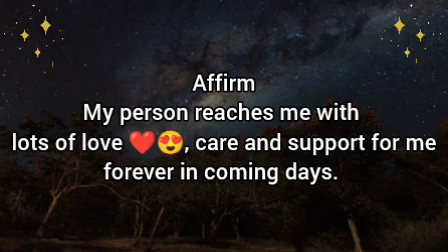 Affirm
My person reaches me with
lots of love ❤️😍, care and support for me
forever in coming days.